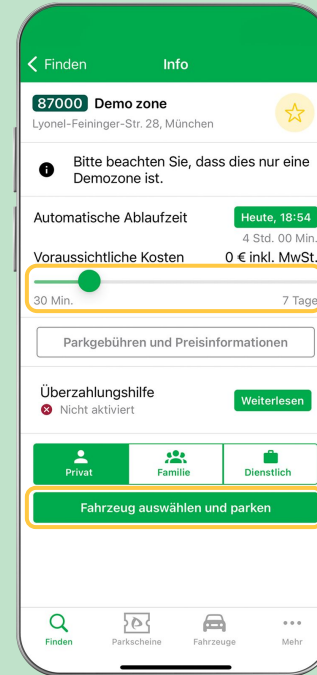 Finden Info
87000 Demo zone
Lyonel-Feininger-Str. 28, München
Bitte beachten Sie, dass dies nur eine
Demozone ist.
Automatische Ablaufzeit Heute, 18:54
4 Std. 00 Min.
Voraussichtliche Kosten 0 € inkl. MwSt.
30 Min. 7 Tage
Parkgebühren und Preisinformationen
Überzahlungshilfe
Nicht aktiviert
Weiterlesen
Privat Familie Dienstlich
Fahrzeug auswählen und parken
Finden Parkscheine Fahrzeuge Mehr